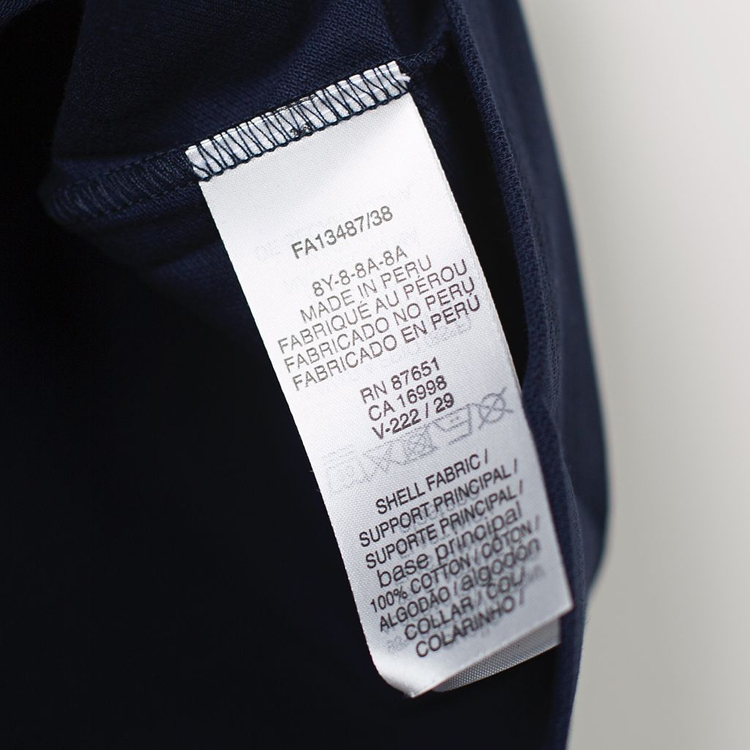 FA13487/38
8Y-8-8A-8A
MADE IN PERU
FABRIQUÉ AU PÉROU
FABRICADO NO PERU
FABRICADO EN PERÚ
RN 87651
CA 16998
V-222 / 29
SHELL FABRIC /
SUPPORT PRINCIPAL /
SUPORTE PRINCIPAL /
base principal
100% COTTON / COTON /
ALGODÃO / algodón
COLLAR / COL /
COLARINHO /